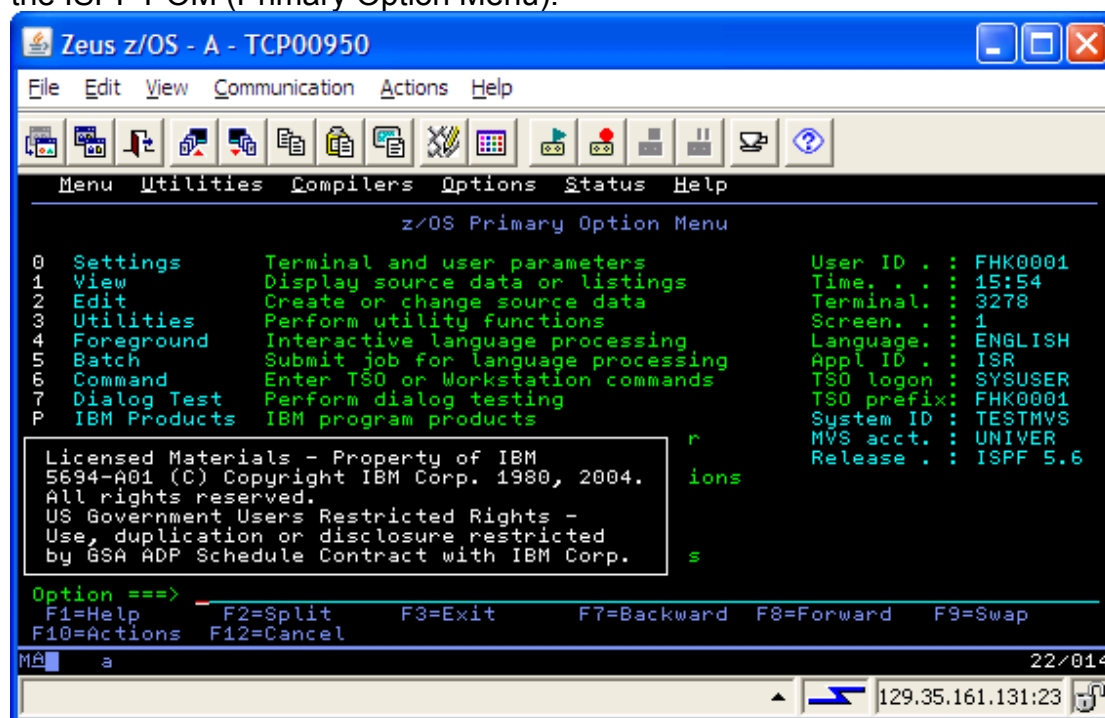 the ISPF POM (Primary Option Menu).
Zeus z/OS - A - TCP00950
File Edit View Communication Actions Help
Menu Utilities Compilers Options Status Help
z/OS Primary Option Menu
0 Settings Terminal and user parameters User ID . : FHK0001
1 View Display source data or listings Time. . . : 15:54
2 Edit Create or change source data Terminal. : 3278
3 Utilities Perform utility functions Screen. . : 1
4 Foreground Interactive language processing Language. : ENGLISH
5 Batch Submit job for language processing Appl ID . : ISR
6 Command Enter TSO or Workstation commands TSO logon : SYSUSER
7 Dialog Test Perform dialog testing TSO prefix: FHK0001
P IBM Products IBM program products System ID : TESTMVS
r MVS acct. : UNIVER
Licensed Materials - Property of IBM Release . : ISPF 5.6
5694-A01 (C) Copyright IBM Corp. 1980, 2004. ions
All rights reserved.
US Government Users Restricted Rights -
Use, duplication or disclosure restricted
by GSA ADP Schedule Contract with IBM Corp. s
Option ===>
F1=Help F2=Split F3=Exit F7=Backward F8=Forward F9=Swap
F10=Actions F12=Cancel
MA a 22/014
129.35.161.131:23